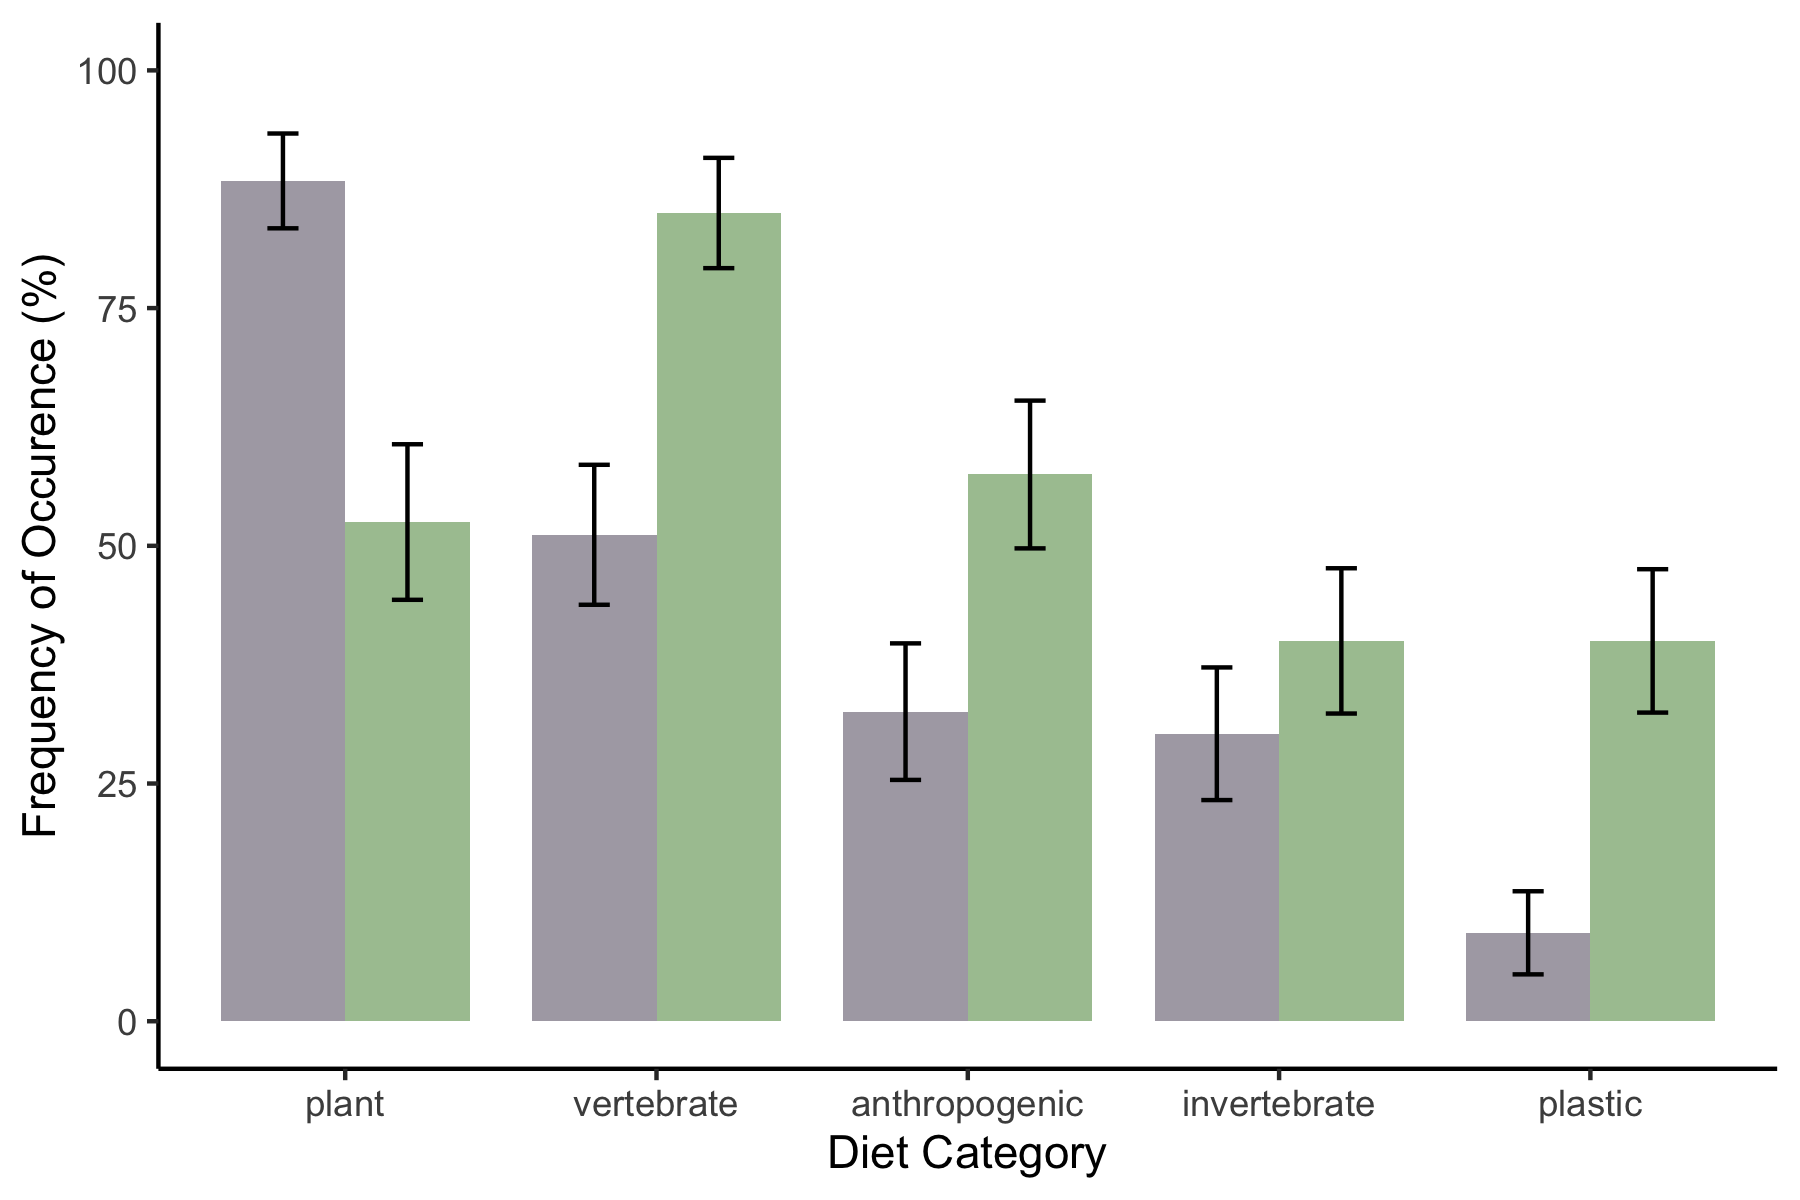 Frequency of Occurence (%)
100
75
50
25
0
plant vertebrate anthropogenic invertebrate plastic
Diet Category